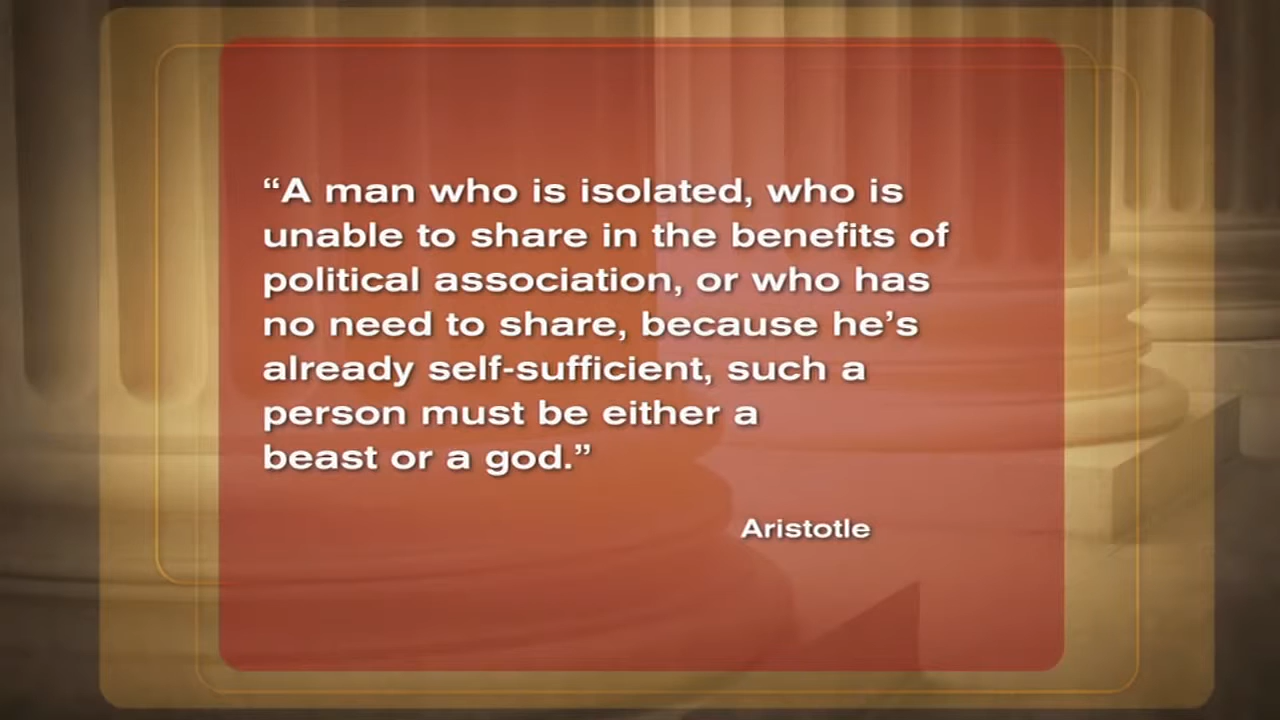 “A man who is isolated, who is
unable to share in the benefits of
political association, or who has
no need to share, because he’s
already self-sufficient, such a
person must be either a
beast or a god.”
Aristotle